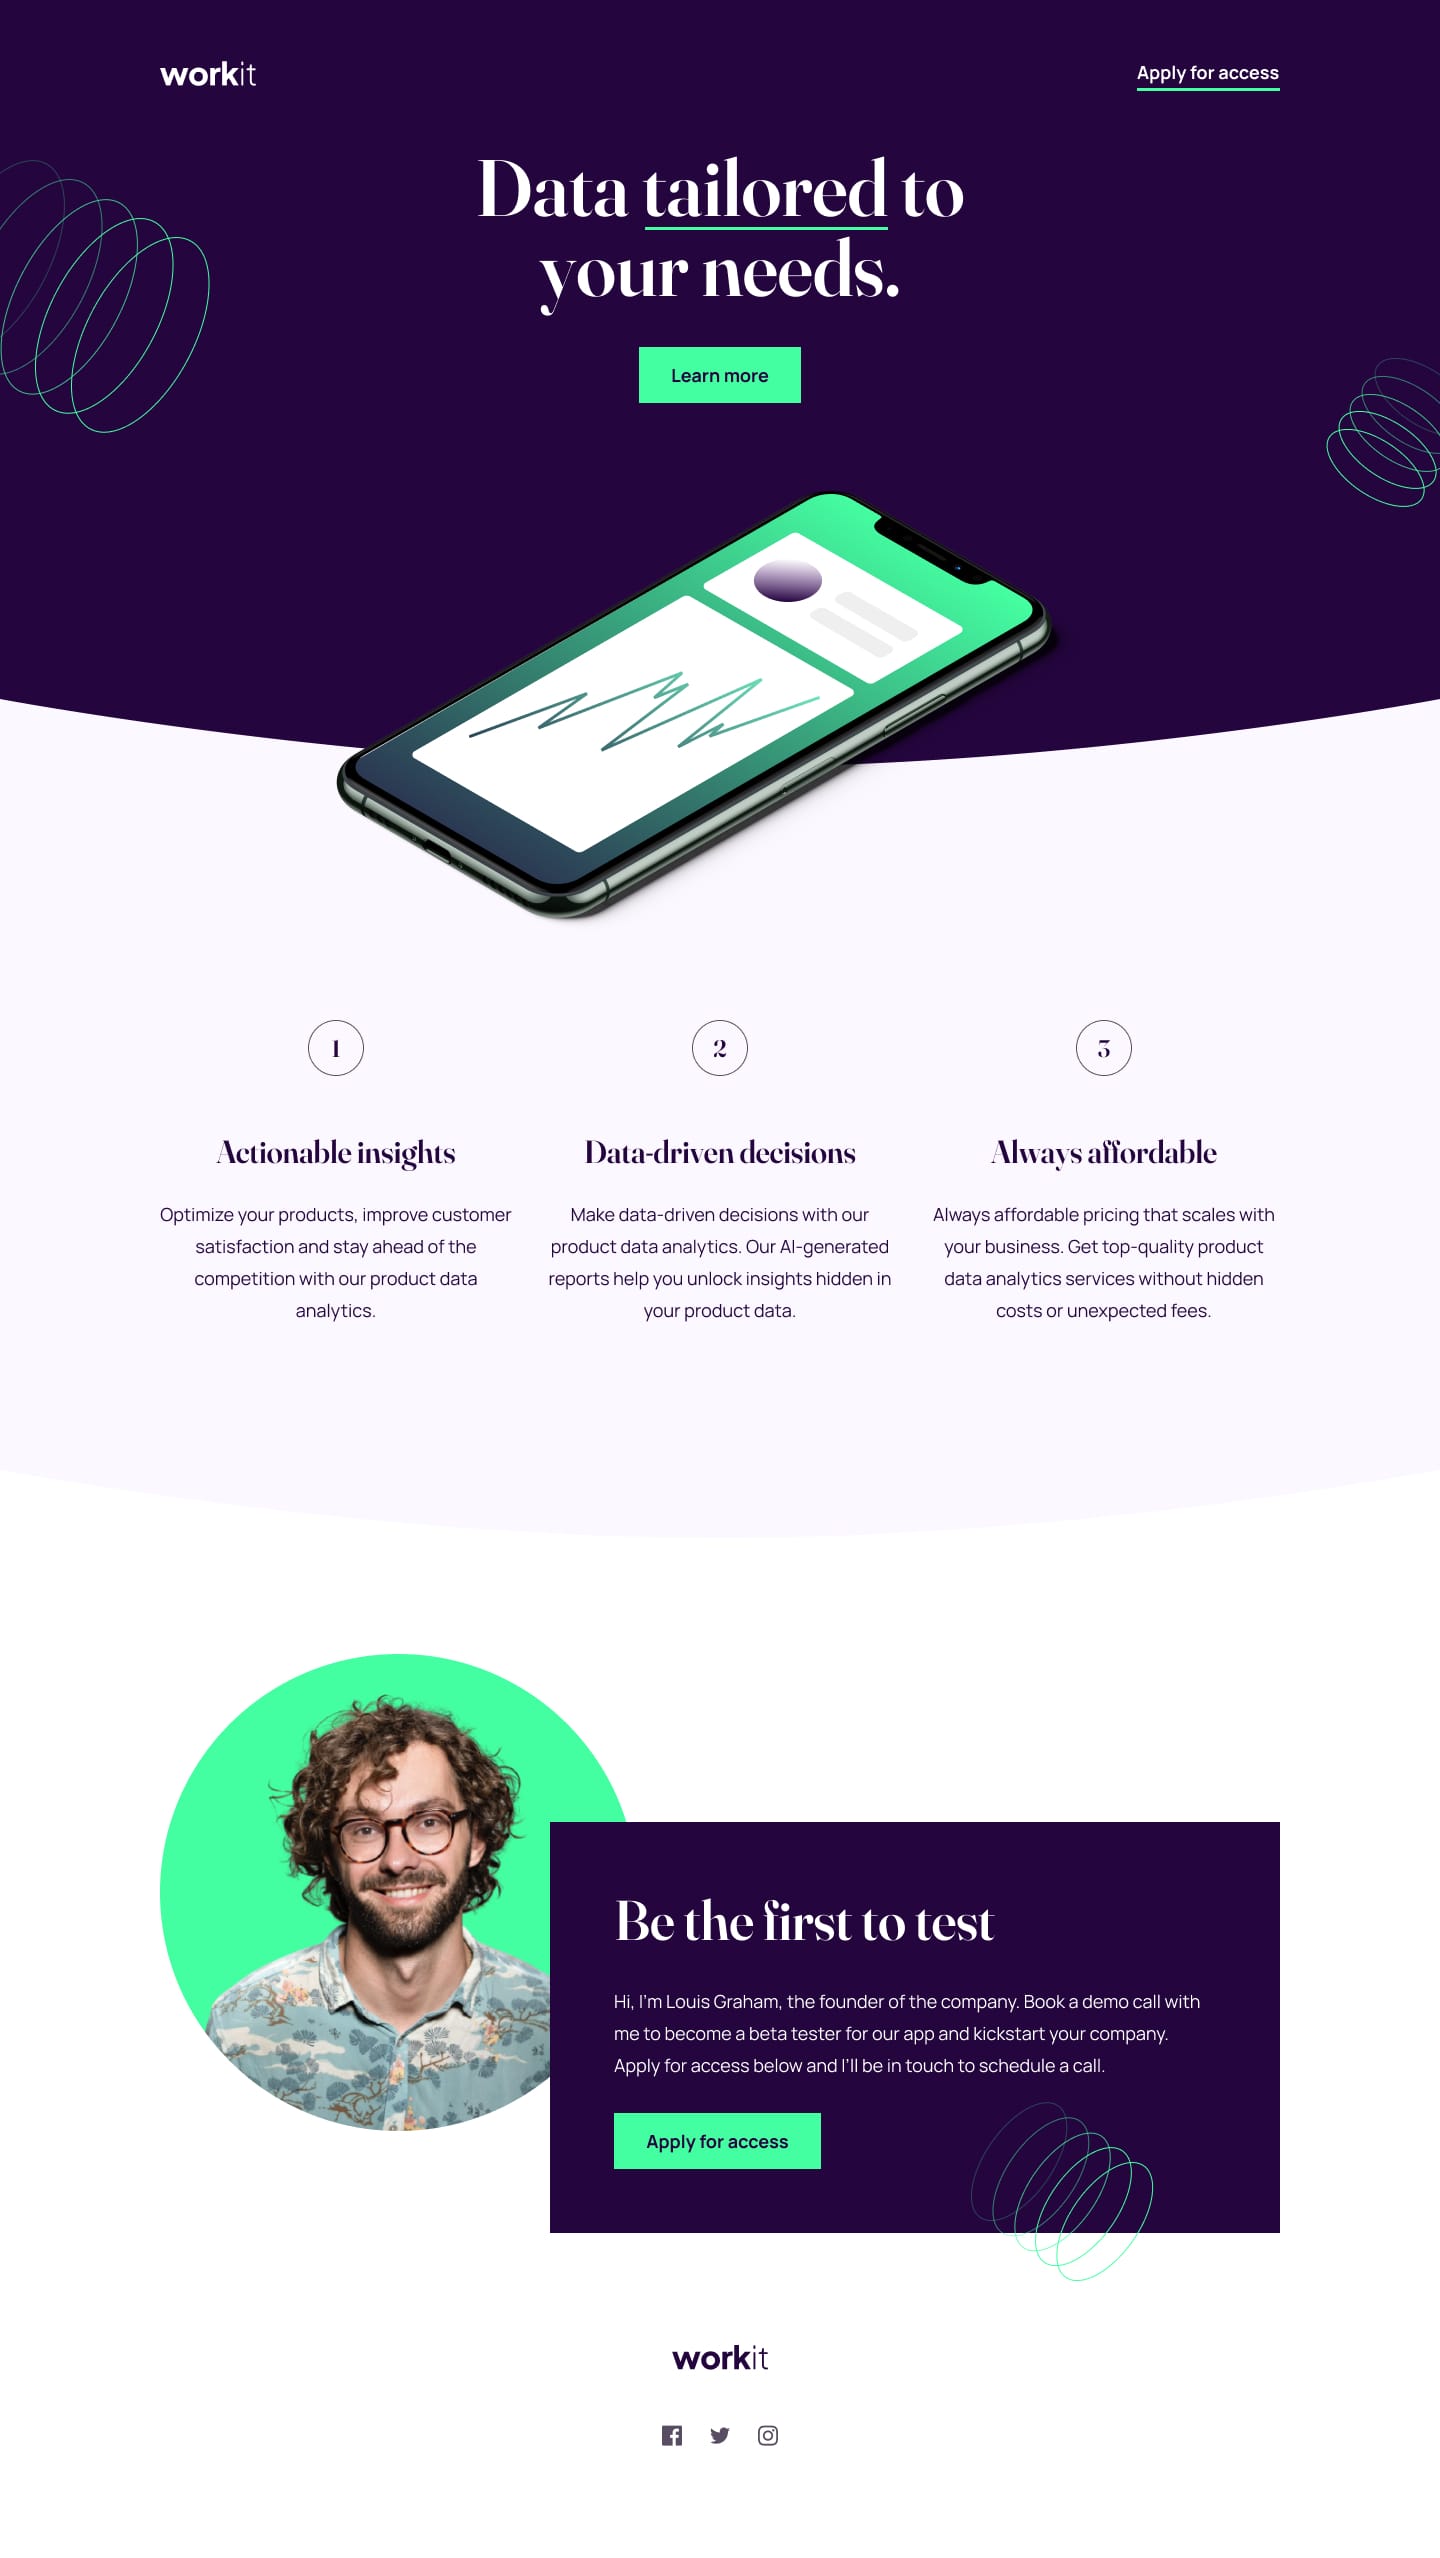 workit
Apply for access
Data tailored to
your needs.
Learn more
1
2
3
Actionable insights
Data-driven decisions
Always affordable
Optimize your products, improve customer
satisfaction and stay ahead of the
competition with our product data
analytics.
Make data-driven decisions with our
product data analytics. Our AI-generated
reports help you unlock insights hidden in
your product data.
Always affordable pricing that scales with
your business. Get top-quality product
data analytics services without hidden
costs or unexpected fees.
Be the first to test
Hi, I'm Louis Graham, the founder of the company. Book a demo call with
me to become a beta tester for our app and kickstart your company.
Apply for access below and I'll be in touch to schedule a call.
Apply for access
workit